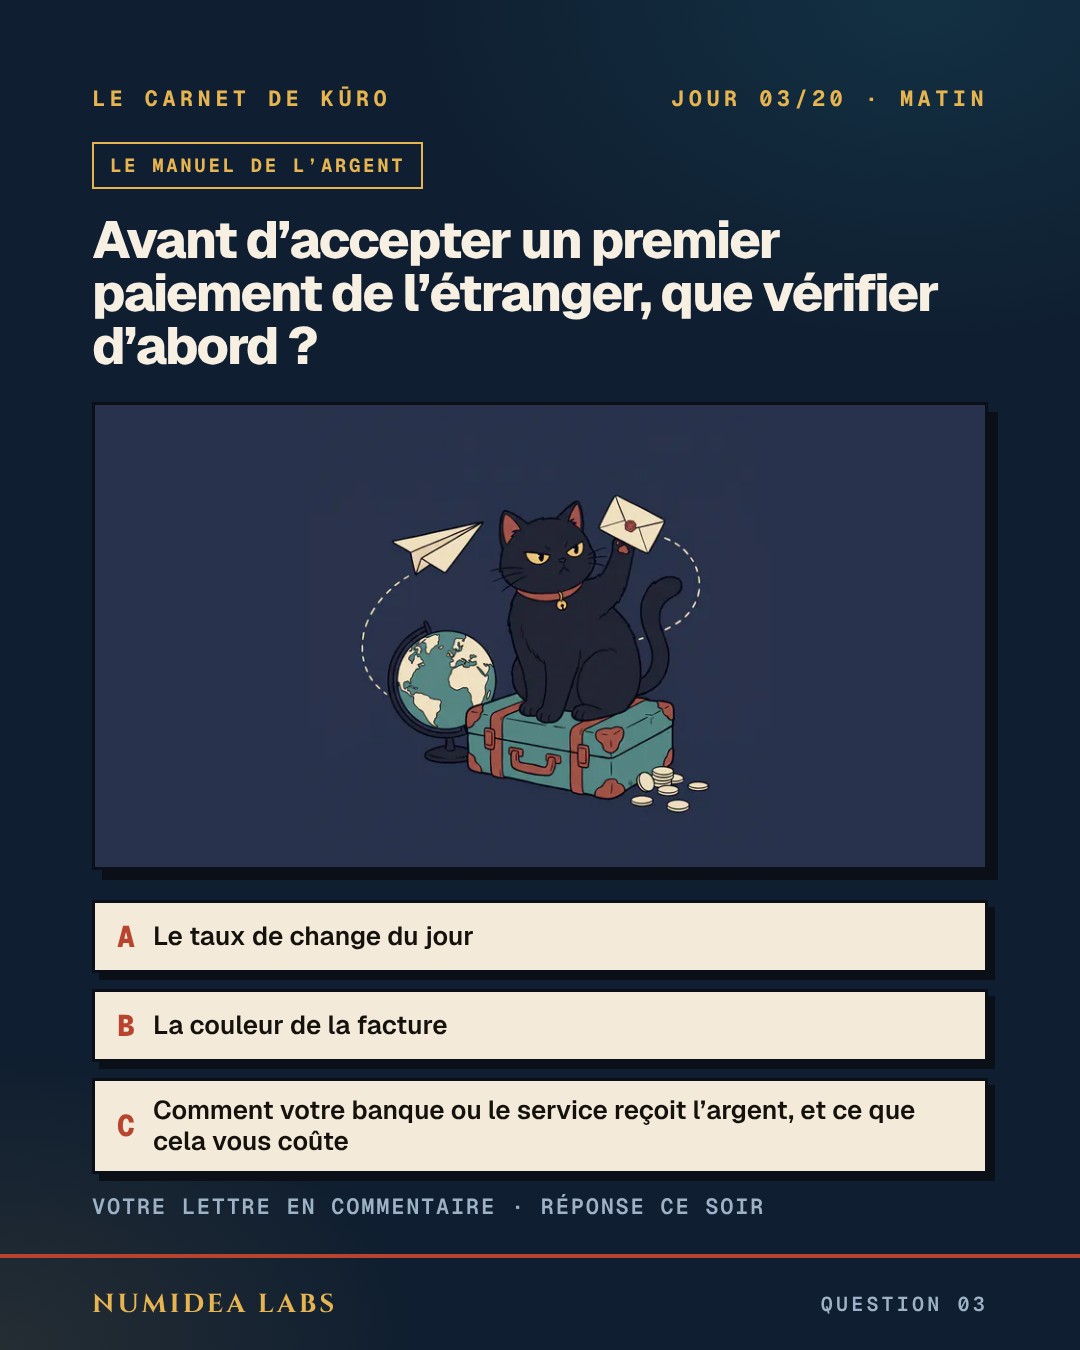 LE CARNET DE KŪRO
JOUR 03/20 · MATIN
LE MANUEL DE L’ARGENT
Avant d’accepter un premier
paiement de l’étranger, que vérifier
d’abord ?
A Le taux de change du jour
B La couleur de la facture
C Comment votre banque ou le service reçoit l’argent, et ce que
cela vous coûte
VOTRE LETTRE EN COMMENTAIRE · RÉPONSE CE SOIR
NUMIDEA LABS
QUESTION 03